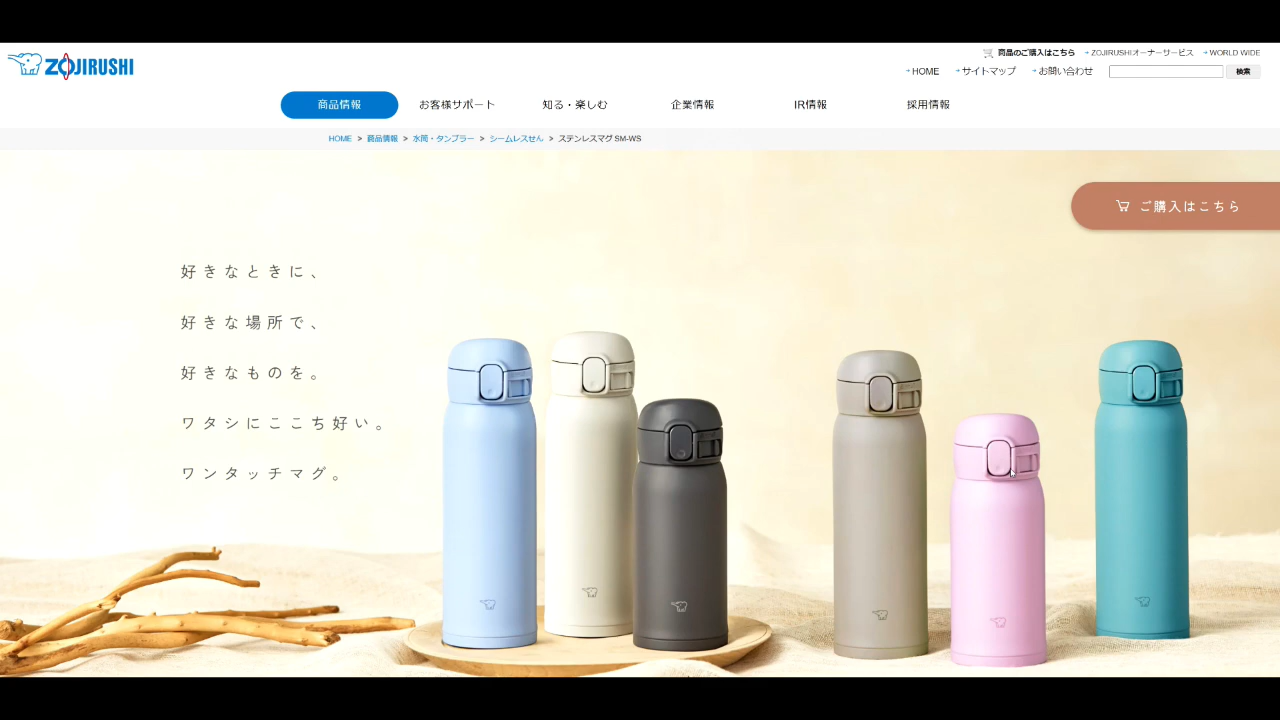 ZOJIRUSHI
商品のご購入はこちら ZOJIRUSHIオーナーサービス WORLD WIDE
HOME サイトマップ お問い合わせ 検索
商品情報 お客様サポート 知る・楽しむ 企業情報 IR情報 採用情報
HOME > 商品情報 > 水筒・タンブラー > シームレスせん > ステンレスマグ SM-WS
ご購入はこちら
好きなときに、
好きな場所で、
好きなものを。
ワタシにここち好い。
ワンタッチマグ。